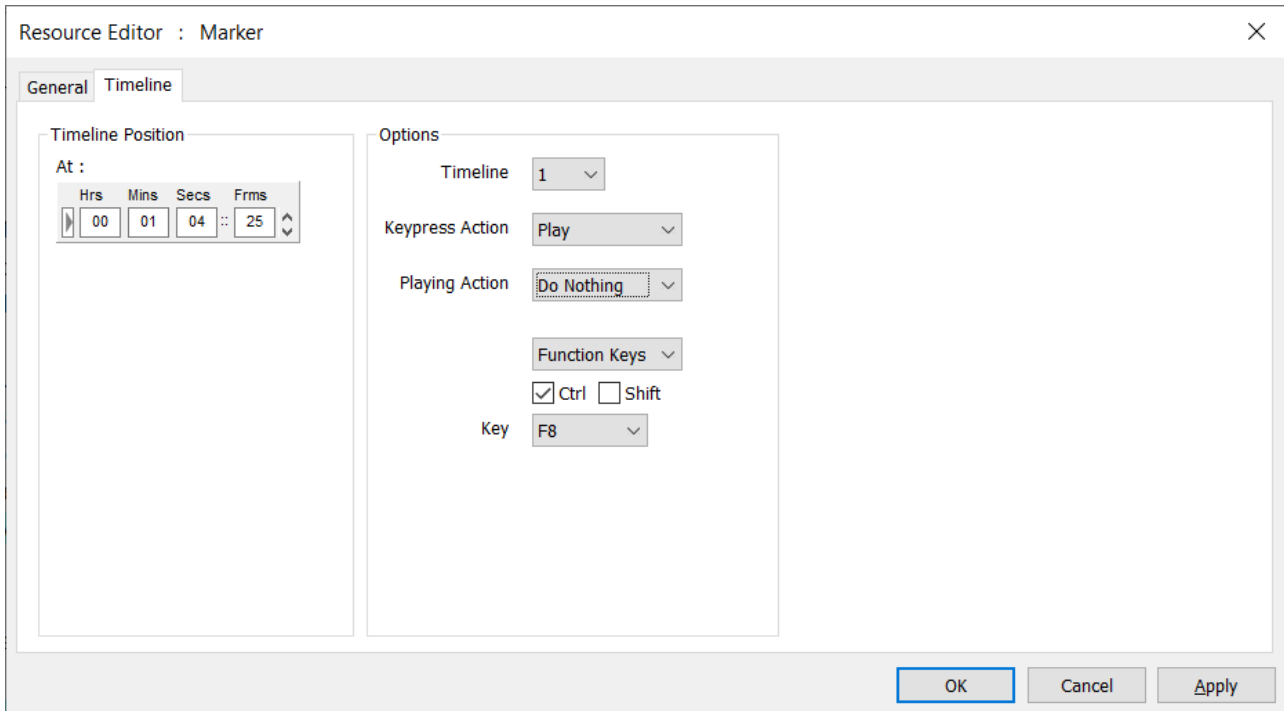 Resource Editor : Marker
General Timeline
Timeline Position
At :
Hrs Mins Secs Frms
00 01 04 :: 25
Options
Timeline 1
Keypress Action Play
Playing Action Do Nothing
Function Keys
Ctrl Shift
Key F8
OK Cancel Apply